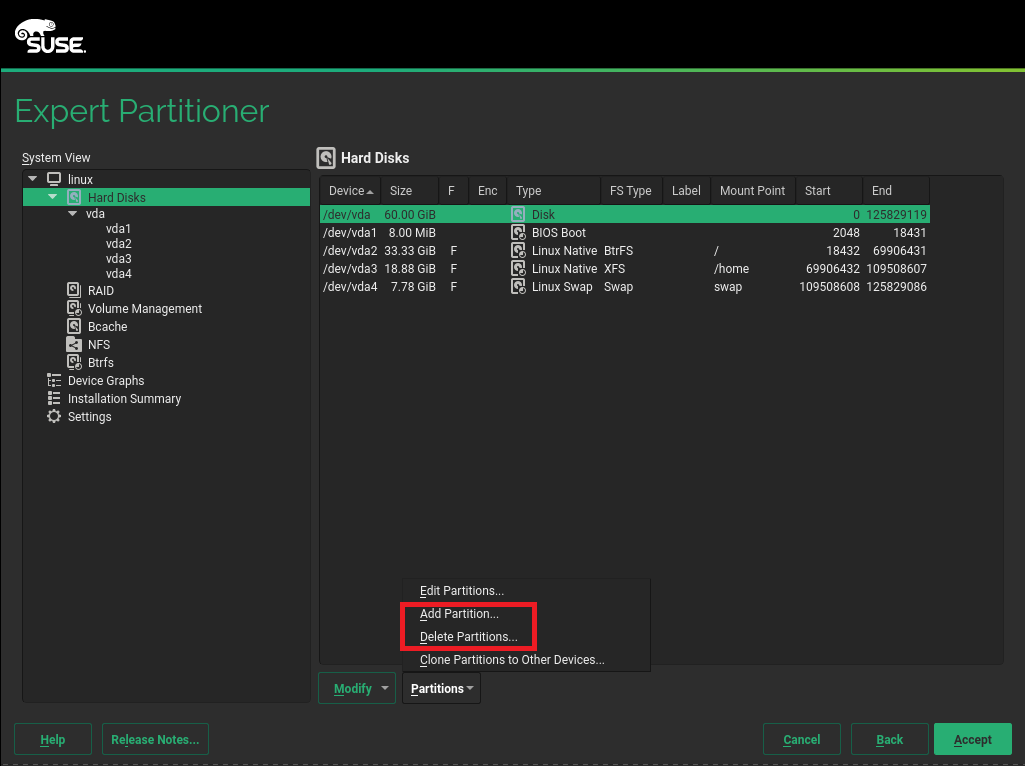 SUSE.
Expert Partitioner
System View
linux
Hard Disks
vda
vda1
vda2
vda3
vda4
RAID
Volume Management
Bcache
NFS
Btrfs
Device Graphs
Installation Summary
Settings
Hard Disks
Device Size F Enc Type FS Type Label Mount Point Start End
/dev/vda 60.00 GiB Disk 0 125829119
/dev/vda1 8.00 MiB BIOS Boot 2048 18431
/dev/vda2 33.33 GiB F Linux Native BtrFS / 18432 69906431
/dev/vda3 18.88 GiB F Linux Native XFS /home 69906432 109508607
/dev/vda4 7.78 GiB F Linux Swap Swap swap 109508608 125829086
Edit Partitions...
Add Partition...
Delete Partitions...
Clone Partitions to Other Devices...
Modify Partitions
Help Release Notes... Cancel Back Accept